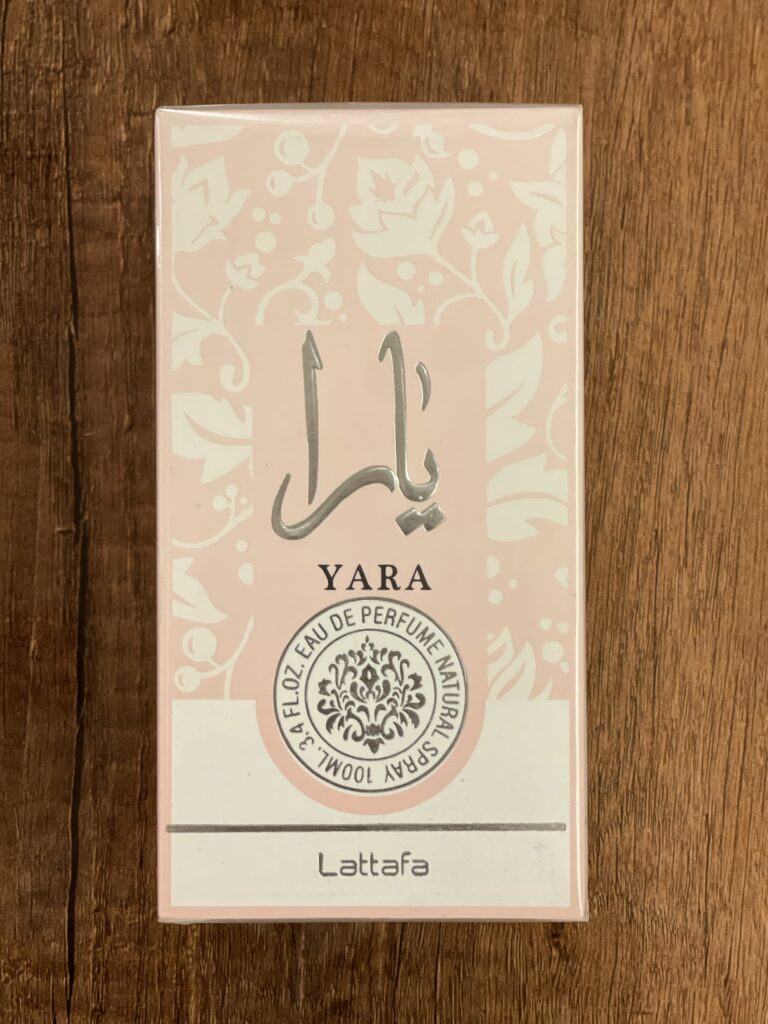 يارا
YARA
100ML. 3.4 FL.OZ. EAU DE PERFUME NATURAL SPRAY
Lattafa